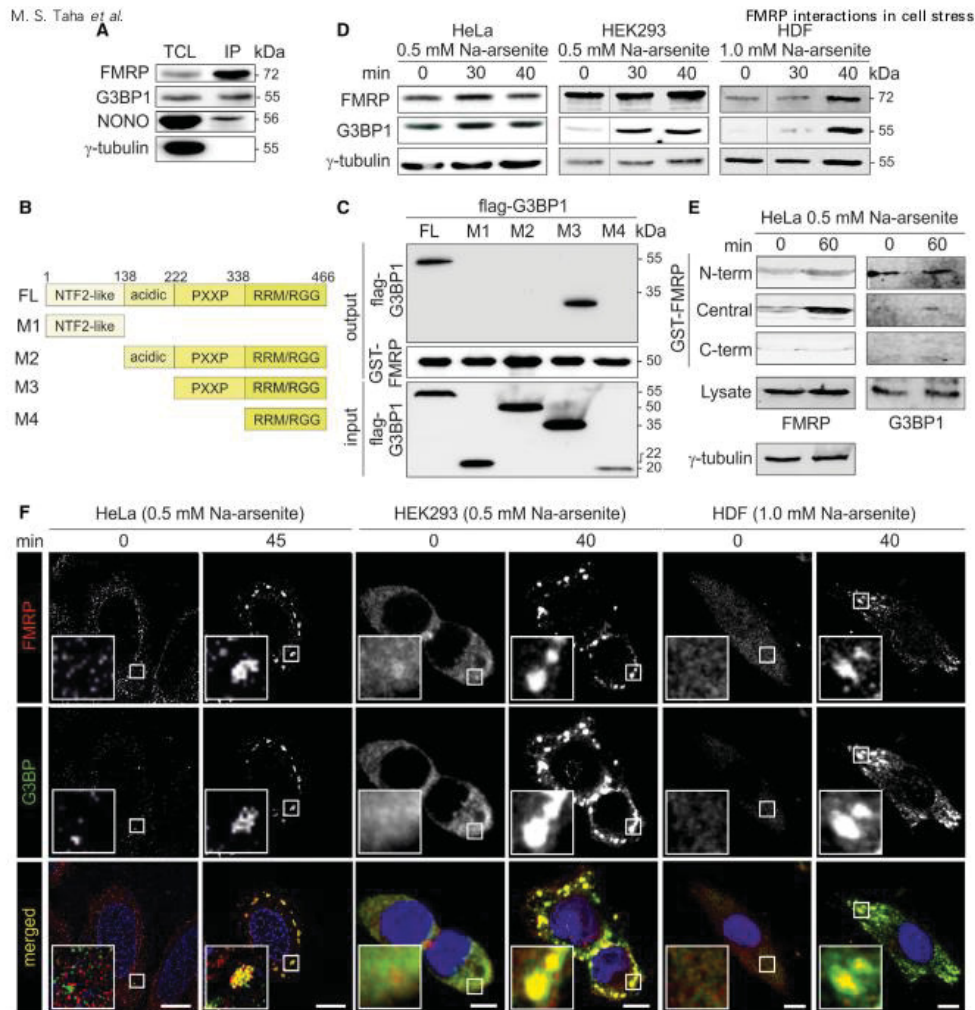 M. S. Taha et al.
FMRP interactions in cell stress
A
TCL IP kDa
FMRP 72
G3BP1 55
NONO 56
γ-tubulin 55
D
HeLa HEK293 HDF
0.5 mM Na-arsenite 0.5 mM Na-arsenite 1.0 mM Na-arsenite
min 0 30 40 0 30 40 0 30 40 kDa
FMRP 72
G3BP1 55
γ-tubulin 55
B
1 138 222 338 466
FL NTF2-like acidic PXXP RRM/RGG
M1 NTF2-like
M2 acidic PXXP RRM/RGG
M3 PXXP RRM/RGG
M4 RRM/RGG
C
flag-G3BP1
FL M1 M2 M3 M4 kDa
output
flag-G3BP1
55
35
GST-FMRP
50
input
flag-G3BP1
55
50
35
22
20
E
HeLa 0.5 mM Na-arsenite
min 0 60 0 60
GST-FMRP
N-term
Central
C-term
Lysate
FMRP G3BP1
γ-tubulin
F
HeLa (0.5 mM Na-arsenite) HEK293 (0.5 mM Na-arsenite) HDF (1.0 mM Na-arsenite)
min 0 45 0 40 0 40
FMRP
G3BP
merged